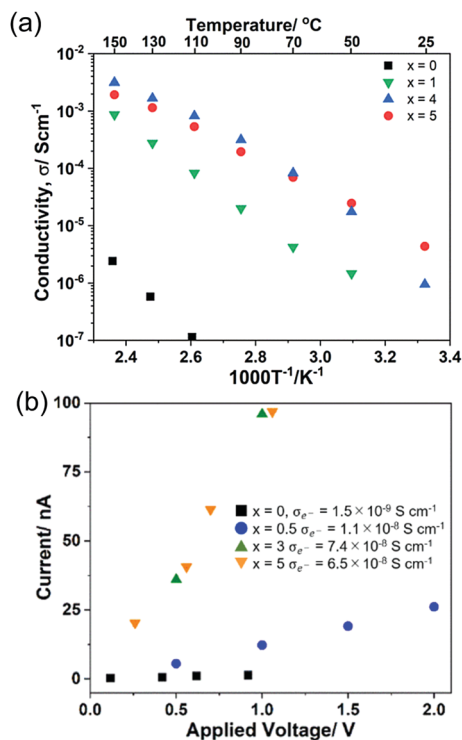 (a)
Temperature/ °C
150 130 110 90 70 50 25
x = 0
x = 1
x = 4
x = 5
Conductivity, σ/ Scm⁻¹
10⁻²
10⁻³
10⁻⁴
10⁻⁵
10⁻⁶
10⁻⁷
2.4 2.6 2.8 3.0 3.1 3.3 3.4
1000T⁻¹/K⁻¹
(b)
Current/ nA
100
75
50
25
0
x = 0, σₑ₋ = 1.5 × 10⁻⁹ S cm⁻¹
x = 0.5 σₑ₋ = 1.1 × 10⁻⁸ S cm⁻¹
x = 3 σₑ₋ = 7.4 × 10⁻⁸ S cm⁻¹
x = 5 σₑ₋ = 6.5 × 10⁻⁸ S cm⁻¹
0.0 0.5 1.0 1.5 2.0
Applied Voltage/ V